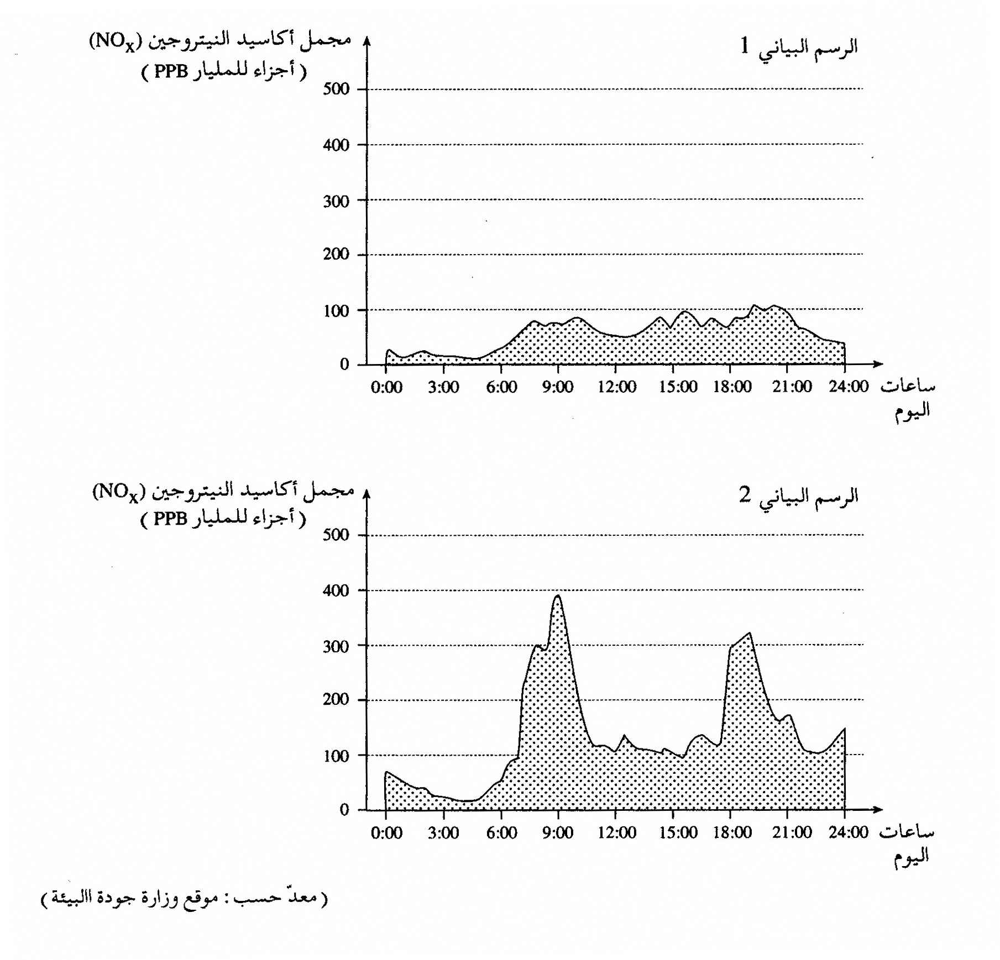 الرسم البياني 1
مجمل أكاسيد النيتروجين (NOx)
(أجزاء للمليار PPB)
500
400
300
200
100
0
0:00 3:00 6:00 9:00 12:00 15:00 18:00 21:00 24:00 ساعات
اليوم
الرسم البياني 2
مجمل أكاسيد النيتروجين (NOx)
(أجزاء للمليار PPB)
500
400
300
200
100
0
0:00 3:00 6:00 9:00 12:00 15:00 18:00 21:00 24:00 ساعات
اليوم
(معدّ حسب: موقع وزارة جودة االبيئة)